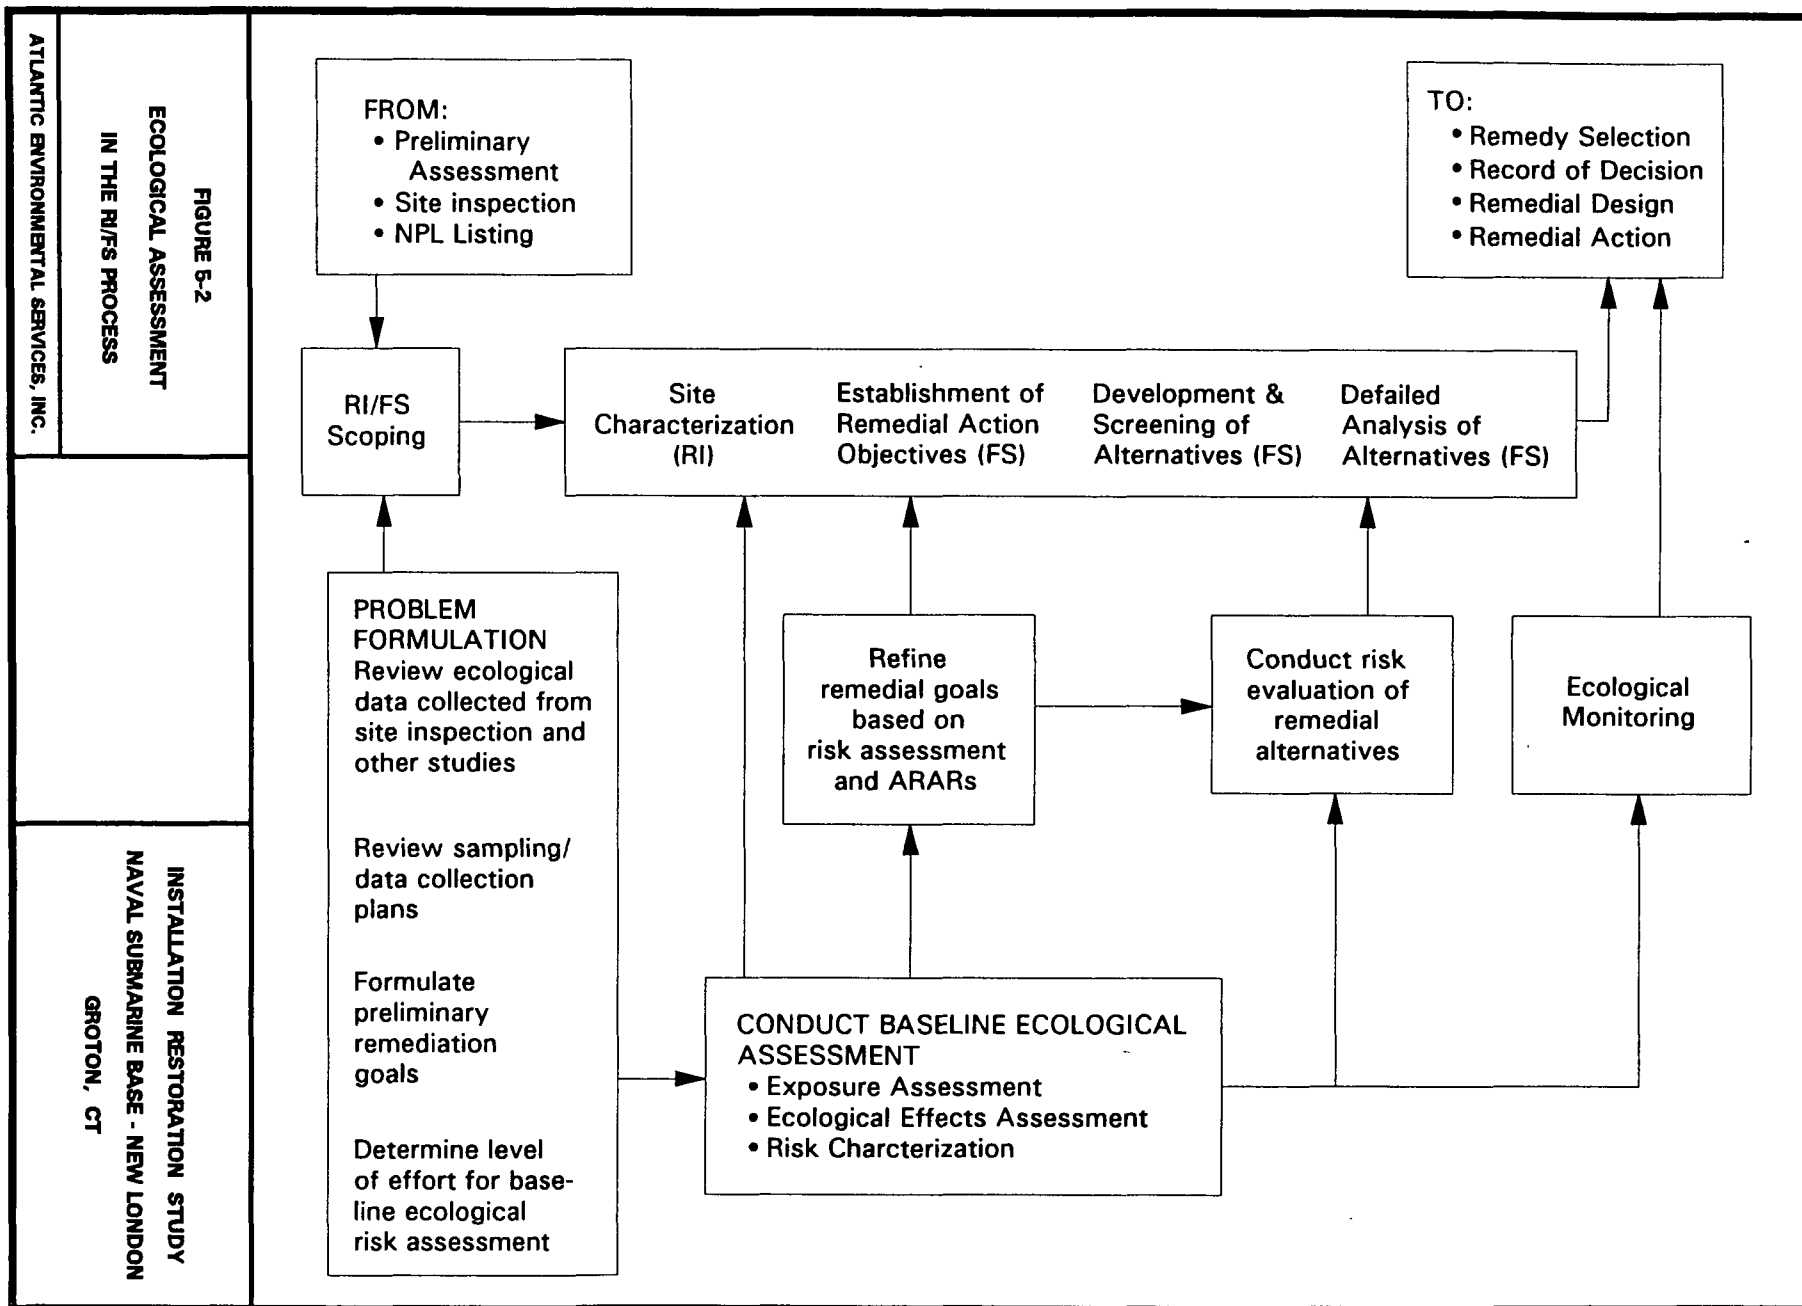 ATLANTIC ENVIRONMENTAL SERVICES, INC.
FIGURE 5-2
ECOLOGICAL ASSESSMENT
IN THE RI/FS PROCESS
INSTALLATION RESTORATION STUDY
NAVAL SUBMARINE BASE - NEW LONDON
GROTON, CT
FROM:
• Preliminary
Assessment
• Site inspection
• NPL Listing
TO:
• Remedy Selection
• Record of Decision
• Remedial Design
• Remedial Action
RI/FS
Scoping
Site
Characterization
(RI)
Establishment of
Remedial Action
Objectives (FS)
Development &
Screening of
Alternatives (FS)
Defailed
Analysis of
Alternatives (FS)
PROBLEM
FORMULATION
Review ecological
data collected from
site inspection and
other studies
Review sampling/
data collection
plans
Formulate
preliminary
remediation
goals
Determine level
of effort for base-
line ecological
risk assessment
Refine
remedial goals
based on
risk assessment
and ARARs
Conduct risk
evaluation of
remedial
alternatives
Ecological
Monitoring
CONDUCT BASELINE ECOLOGICAL
ASSESSMENT
• Exposure Assessment
• Ecological Effects Assessment
• Risk Charcterization